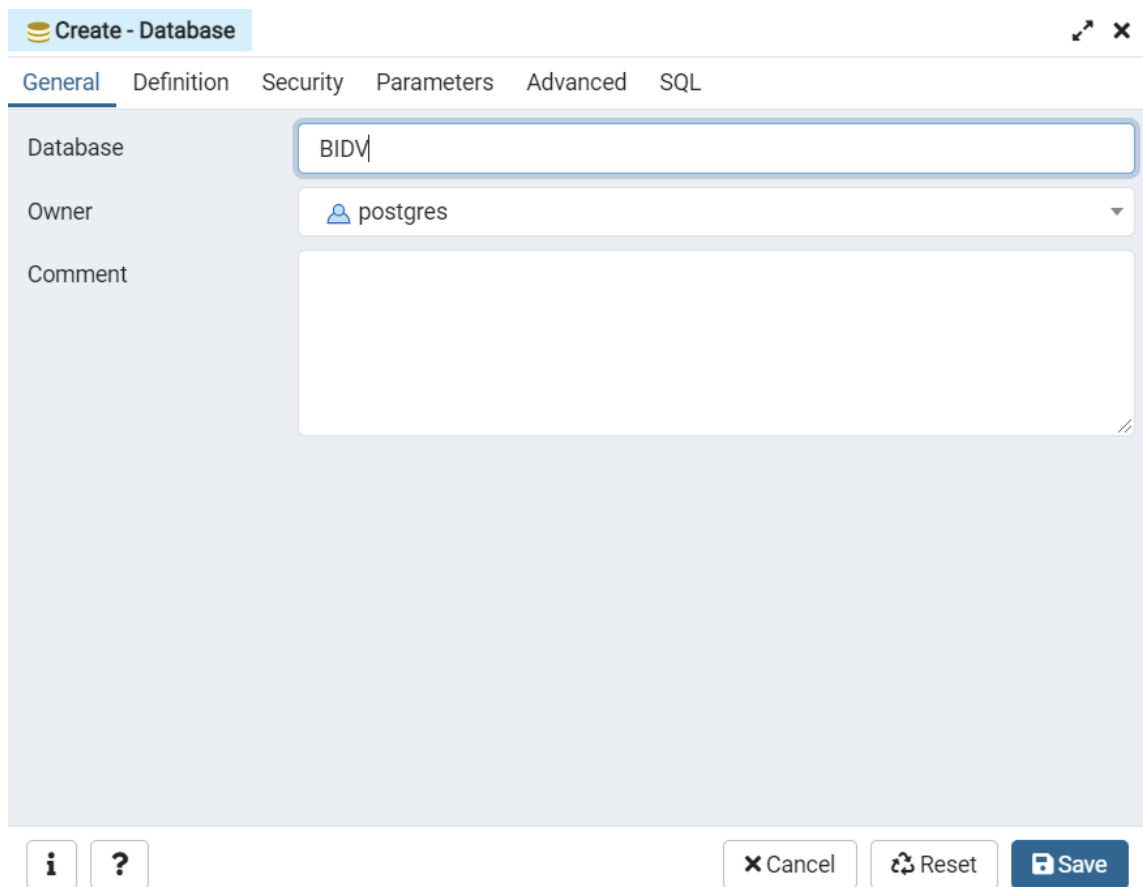 Create - Database
General Definition Security Parameters Advanced SQL
Database BIDV
Owner postgres
Comment
i ? Cancel Reset Save